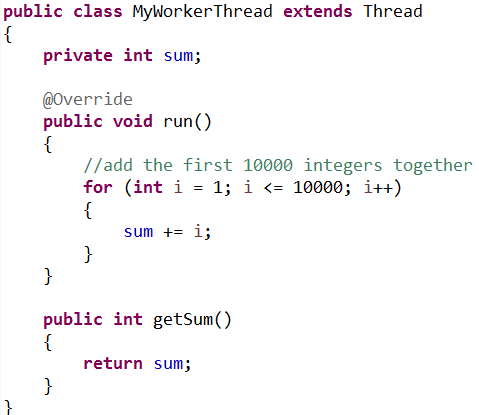 public class MyWorkerThread extends Thread
{
    private int sum;

    @Override
    public void run()
    {
        //add the first 10000 integers together
        for (int i = 1; i <= 10000; i++)
        {
            sum += i;
        }
    }

    public int getSum()
    {
        return sum;
    }
}